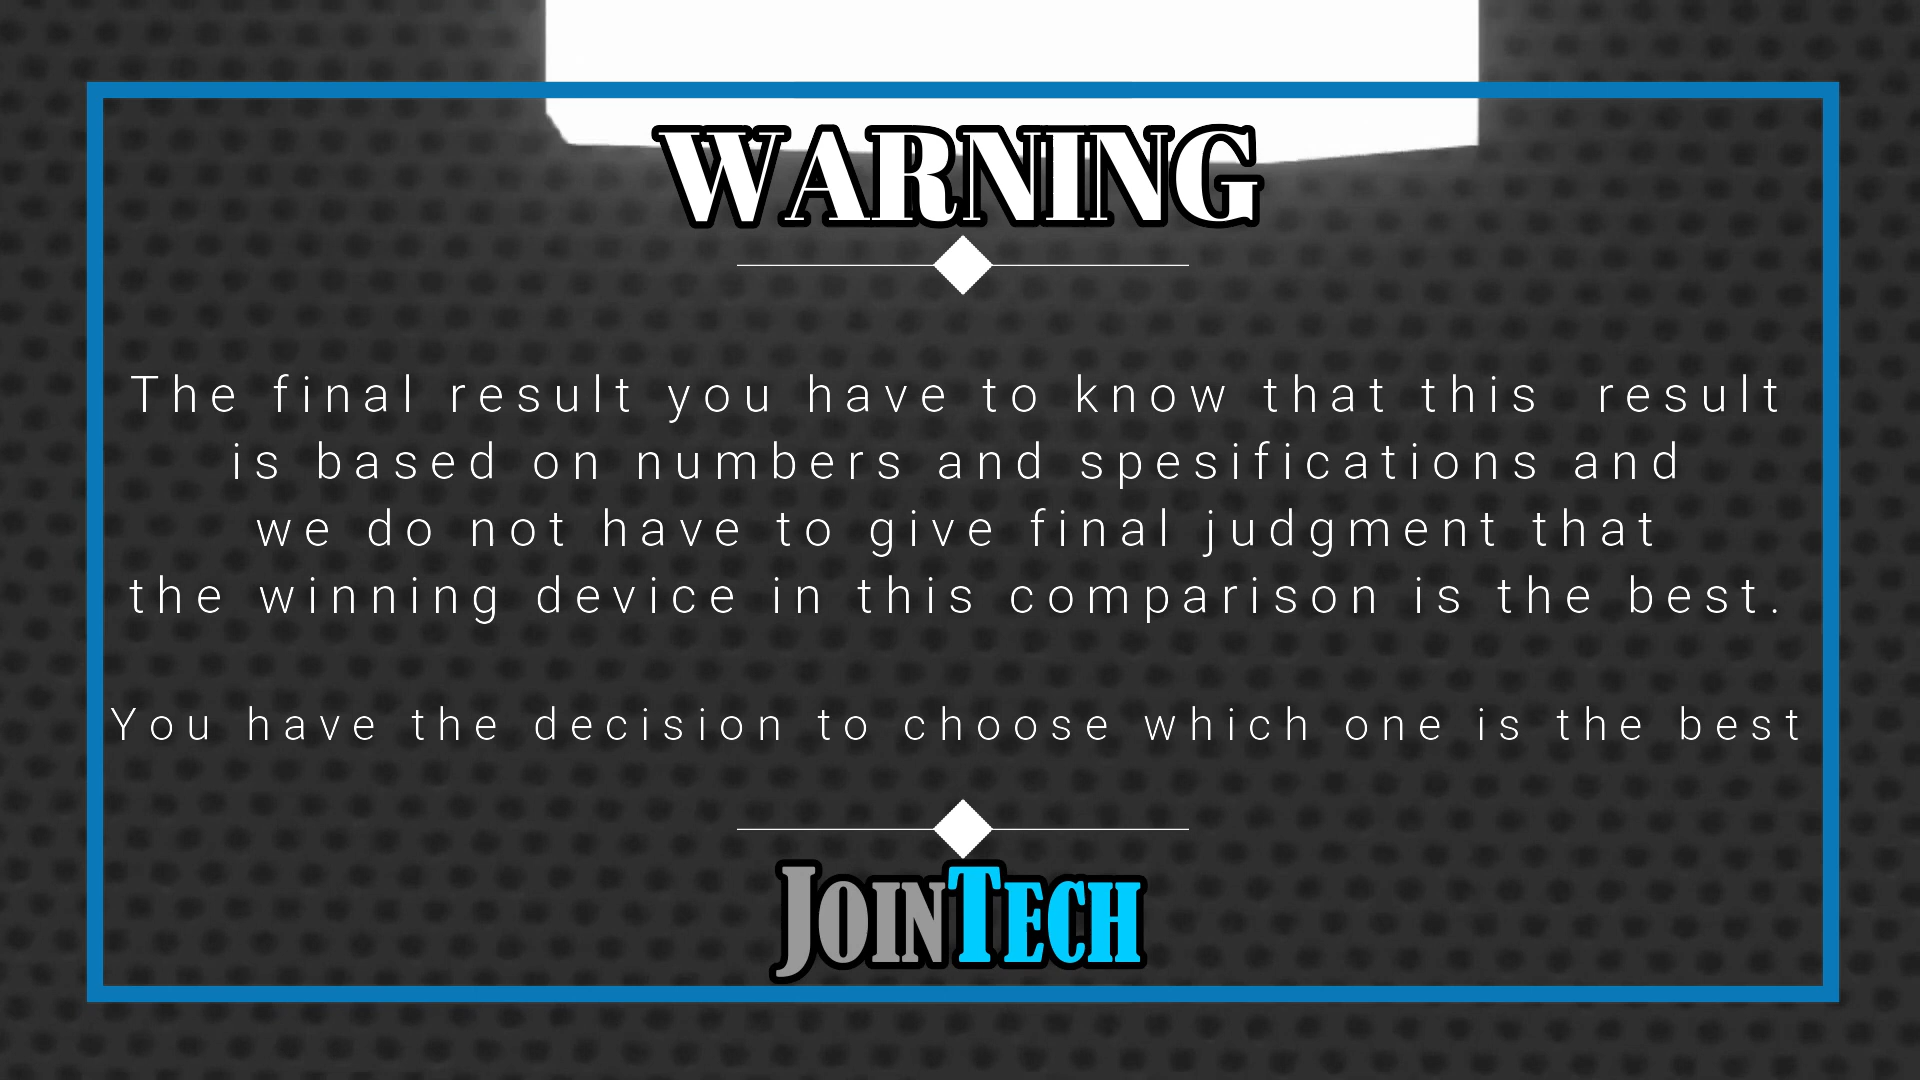 WARNING
The final result you have to know that this result
is based on numbers and spesifications and
we do not have to give final judgment that
the winning device in this comparison is the best.
You have the decision to choose which one is the best
JOINTECH